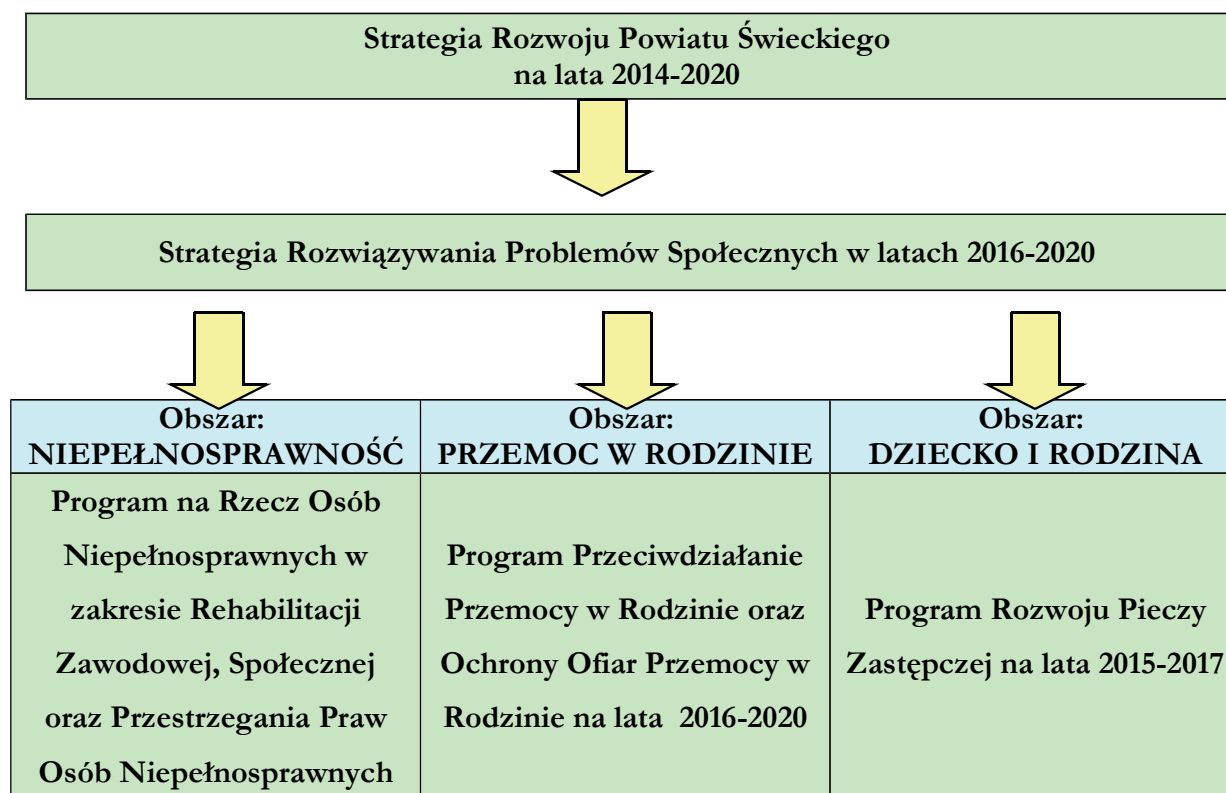 Strategia Rozwoju Powiatu Świeckiego
na lata 2014-2020
Strategia Rozwiązywania Problemów Społecznych w latach 2016-2020
Obszar:
NIEPEŁNOSPRAWNOŚĆ
Program na Rzecz Osób
Niepełnosprawnych w
zakresie Rehabilitacji
Zawodowej, Społecznej
oraz Przestrzegania Praw
Osób Niepełnosprawnych
Obszar:
PRZEMOC W RODZINIE
Program Przeciwdziałanie
Przemocy w Rodzinie oraz
Ochrony Ofiar Przemocy w
Rodzinie na lata 2016-2020
Obszar:
DZIECKO I RODZINA
Program Rozwoju Pieczy
Zastępczej na lata 2015-2017